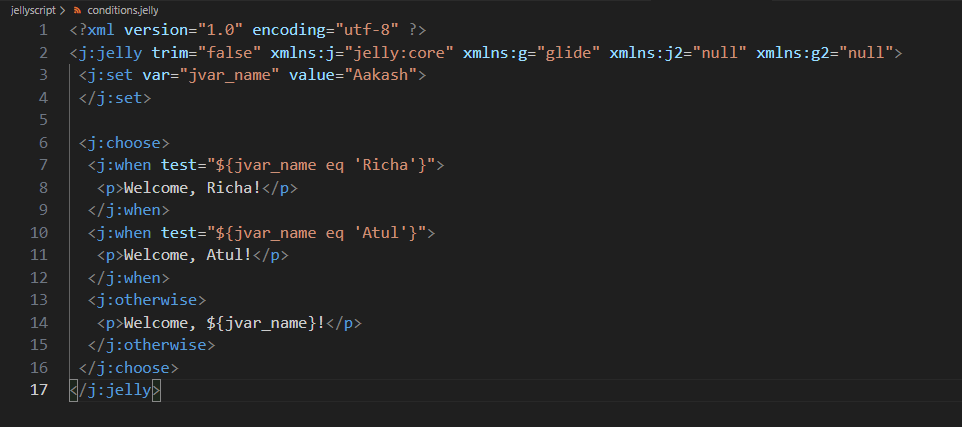 jellyscript > conditions.jelly
1 <?xml version="1.0" encoding="utf-8" ?>
2 <j:jelly trim="false" xmlns:j="jelly:core" xmlns:g="glide" xmlns:j2="null" xmlns:g2="null">
3  <j:set var="jvar_name" value="Aakash">
4  </j:set>
5
6  <j:choose>
7   <j:when test="${jvar_name eq 'Richa'}">
8    <p>Welcome, Richa!</p>
9   </j:when>
10   <j:when test="${jvar_name eq 'Atul'}">
11    <p>Welcome, Atul!</p>
12   </j:when>
13   <j:otherwise>
14    <p>Welcome, ${jvar_name}!</p>
15   </j:otherwise>
16  </j:choose>
17 </j:jelly>